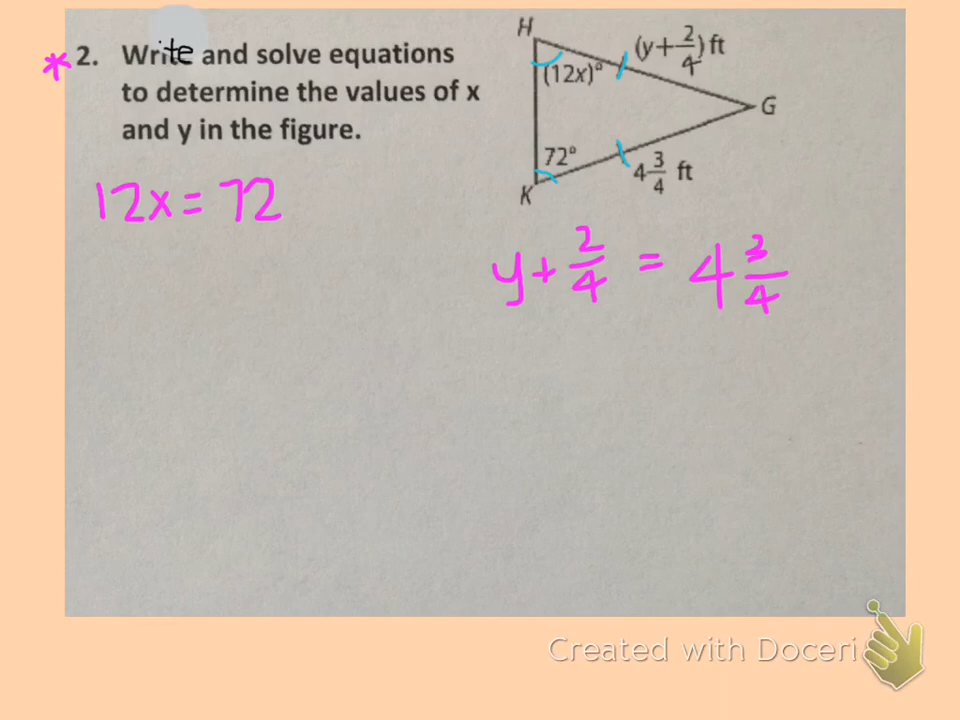 * 2. Write and solve equations
to determine the values of x
and y in the figure.
H
(y+2/4) ft
(12x)°
G
72°
4 3/4 ft
K
12x = 72
y + 2/4 = 4 3/4
Created with Doceri